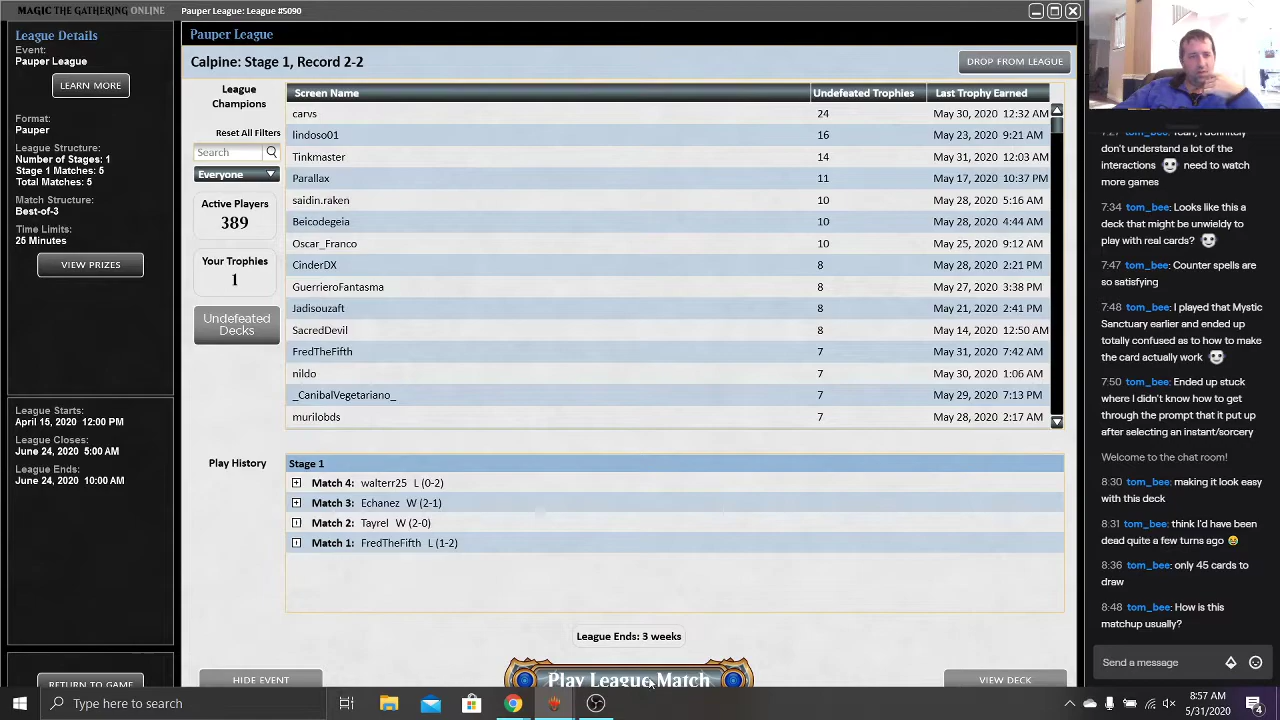 MAGIC THE GATHERING ONLINE
Pauper League: League #5090
League Details
Event:
Pauper League
LEARN MORE
Format:
Pauper
League Structure:
Number of Stages: 1
Stage 1 Matches: 5
Total Matches: 5
Match Structure:
Best-of-3
Time Limits:
25 Minutes
VIEW PRIZES
League Starts:
April 15, 2020 12:00 PM
League Closes:
June 24, 2020 5:00 AM
League Ends:
June 24, 2020 10:00 AM
RETURN TO GAME
Pauper League
Calpine: Stage 1, Record 2-2
DROP FROM LEAGUE
League
Champions
Reset All Filters
Search
Everyone
Active Players
389
Your Trophies
1
Undefeated
Decks
Screen Name Undefeated Trophies Last Trophy Earned
carvs 24 May 30, 2020 12:32 AM
lindoso01 16 May 23, 2020 9:21 AM
Tinkmaster 14 May 31, 2020 12:03 AM
Parallax 11 May 17, 2020 10:37 PM
saidin.raken 10 May 28, 2020 5:16 AM
Beicodegeia 10 May 28, 2020 4:44 AM
Oscar_Franco 10 May 25, 2020 9:12 AM
CinderDX 8 May 28, 2020 2:21 PM
GuerrieroFantasma 8 May 27, 2020 3:38 PM
Jadisouzaft 8 May 21, 2020 2:41 PM
SacredDevil 8 May 14, 2020 12:50 AM
FredTheFifth 7 May 31, 2020 7:42 AM
nildo 7 May 30, 2020 1:06 AM
_CanibalVegetariano_ 7 May 29, 2020 7:13 PM
murilobds 7 May 28, 2020 2:17 AM
Play History
Stage 1
Match 4: walterr25 L (0-2)
Match 3: Echanez W (2-1)
Match 2: Tayrel W (2-0)
Match 1: FredTheFifth L (1-2)
League Ends: 3 weeks
HIDE EVENT
Play League Match
VIEW DECK
7:27 tom_bee: Yeah, I definitely
don't understand a lot of the
interactions need to watch
more games
7:34 tom_bee: Looks like this a
deck that might be unwieldy to
play with real cards?
7:47 tom_bee: Counter spells are
so satisfying
7:48 tom_bee: I played that Mystic
Sanctuary earlier and ended up
totally confused as to how to make
the card actually work
7:50 tom_bee: Ended up stuck
where I didn't know how to get
through the prompt that it put up
after selecting an instant/sorcery
Welcome to the chat room!
8:30 tom_bee: making it look easy
with this deck
8:31 tom_bee: think I'd have been
dead quite a few turns ago
8:36 tom_bee: only 45 cards to
draw
8:48 tom_bee: How is this
matchup usually?
Send a message
Type here to search
8:57 AM
5/31/2020
4